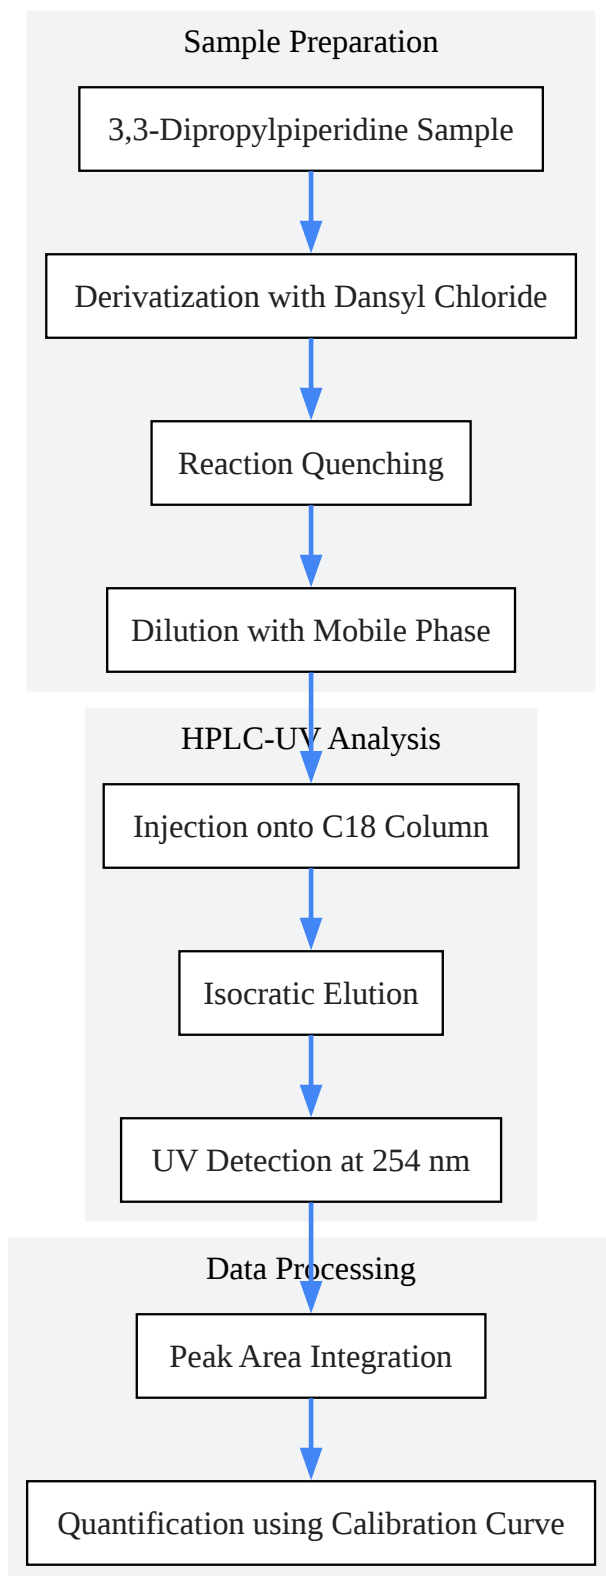 Sample Preparation
3,3-Dipropylpiperidine Sample
Derivatization with Dansyl Chloride
Reaction Quenching
Dilution with Mobile Phase
HPLC-UV Analysis
Injection onto C18 Column
Isocratic Elution
UV Detection at 254 nm
Data Processing
Peak Area Integration
Quantification using Calibration Curve